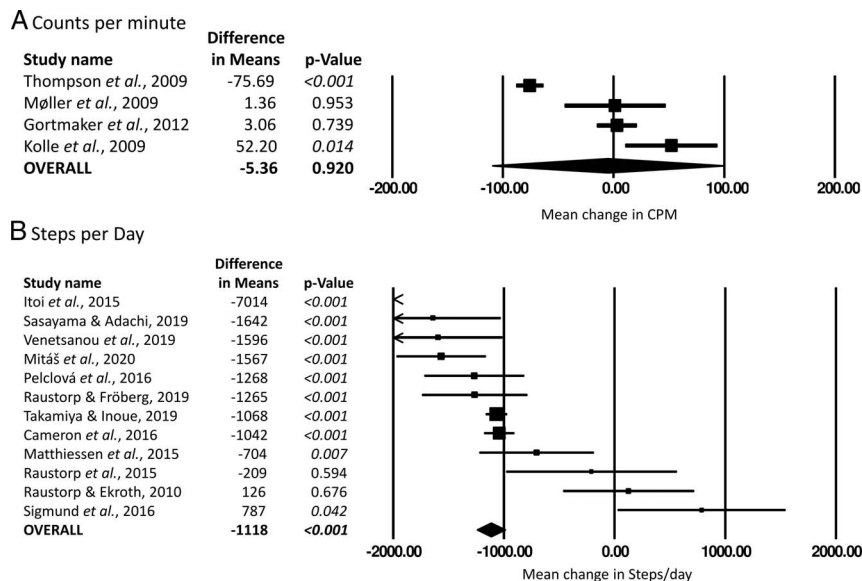 A Counts per minute
Difference
Study name in Means p-Value
Thompson et al., 2009 -75.69 <0.001
Møller et al., 2009 1.36 0.953
Gortmaker et al., 2012 3.06 0.739
Kolle et al., 2009 52.20 0.014
OVERALL -5.36 0.920
-200.00 -100.00 0.00 100.00 200.00
Mean change in CPM
B Steps per Day
Difference
Study name in Means p-Value
Itoi et al., 2015 -7014 <0.001
Sasayama & Adachi, 2019 -1642 <0.001
Venetsanou et al., 2019 -1596 <0.001
Mitáš et al., 2020 -1567 <0.001
Pelclová et al., 2016 -1268 <0.001
Raustorp & Fröberg, 2019 -1265 <0.001
Takamiya & Inoue, 2019 -1068 <0.001
Cameron et al., 2016 -1042 <0.001
Matthiessen et al., 2015 -704 0.007
Raustorp et al., 2015 -209 0.594
Raustorp & Ekroth, 2010 126 0.676
Sigmund et al., 2016 787 0.042
OVERALL -1118 <0.001
-2000.00 -1000.00 0.00 1000.00 2000.00
Mean change in Steps/day